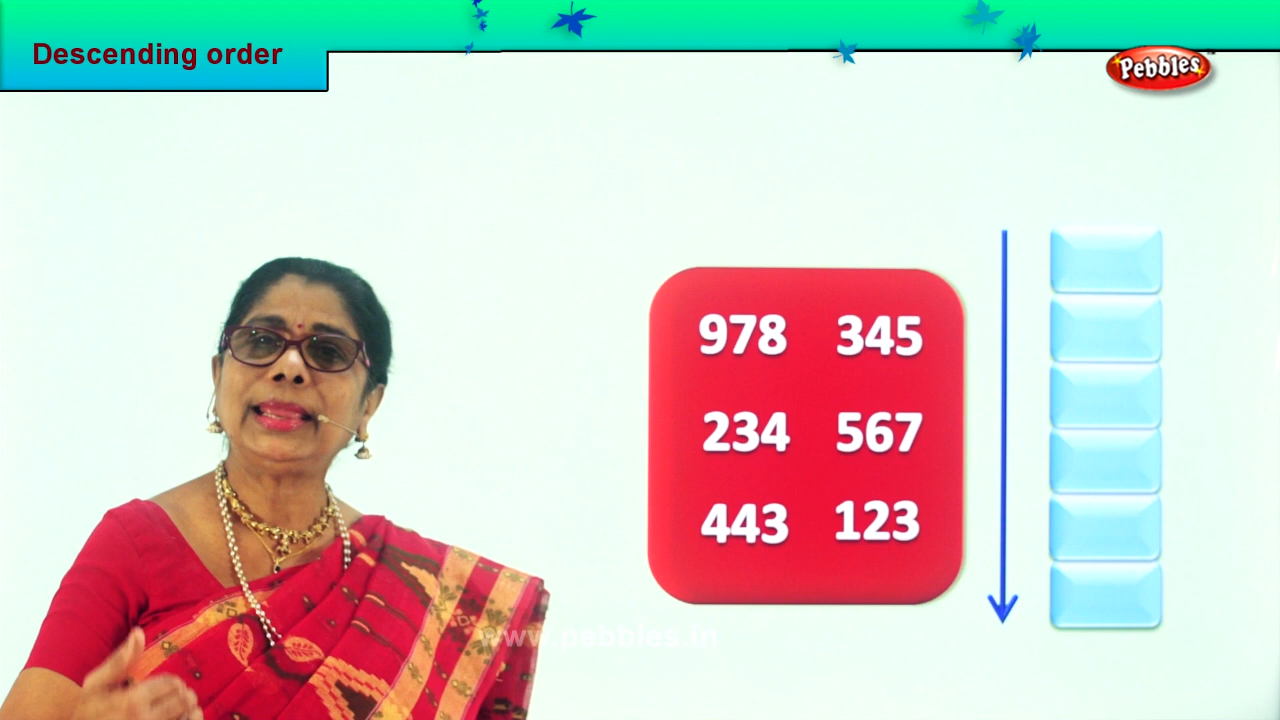 Descending order
Pebbles
978 345
234 567
443 123
www.pebbles.in